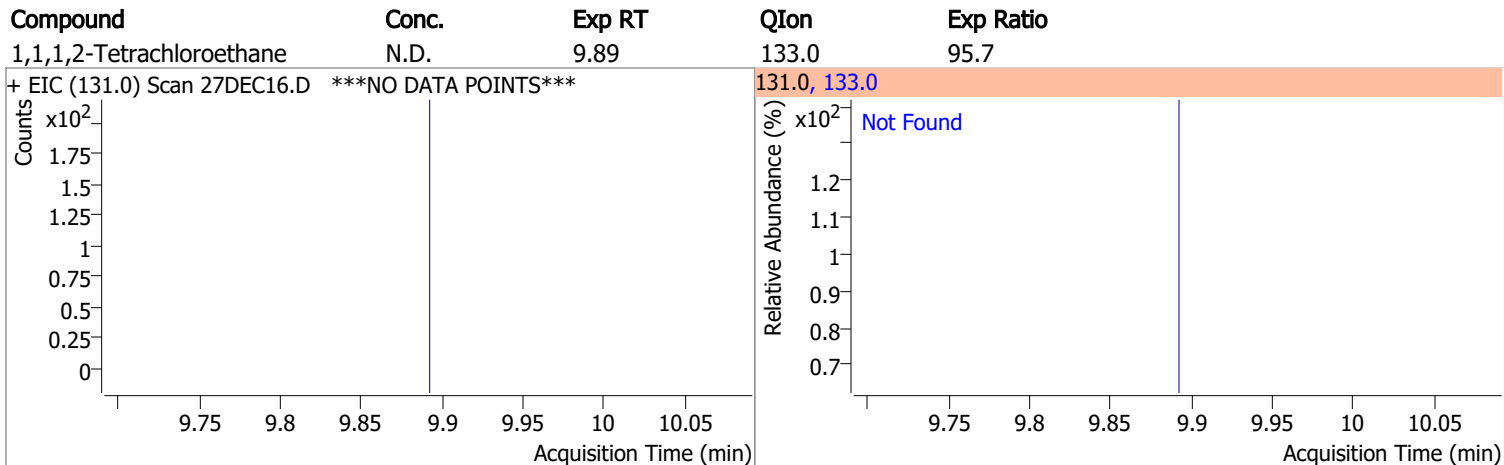 Compound Conc. Exp RT QIon Exp Ratio
1,1,1,2-Tetrachloroethane N.D. 9.89 133.0 95.7
+ EIC (131.0) Scan 27DEC16.D ***NO DATA POINTS***
Counts
x10²
1.75
1.5
1.25
1
0.75
0.5
0.25
0
9.75 9.8 9.85 9.9 9.95 10 10.05
Acquisition Time (min)
131.0, 133.0
Relative Abundance (%)
x10²
Not Found
1.2
1.1
1
0.9
0.8
0.7
9.75 9.8 9.85 9.9 9.95 10 10.05
Acquisition Time (min)